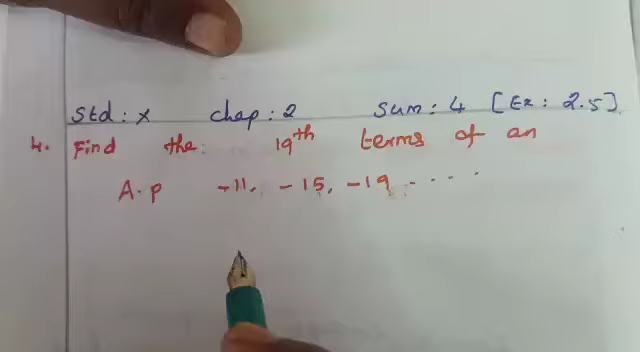 Std: X chap: 2 Sum: 4 [Ex: 2.5]
4. Find the: 19th terms of an
A.P -11, -15, -19 .....